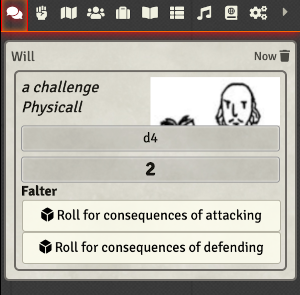 Will
Now
a challenge
Physicall
d4
2
Falter
Roll for consequences of attacking
Roll for consequences of defending